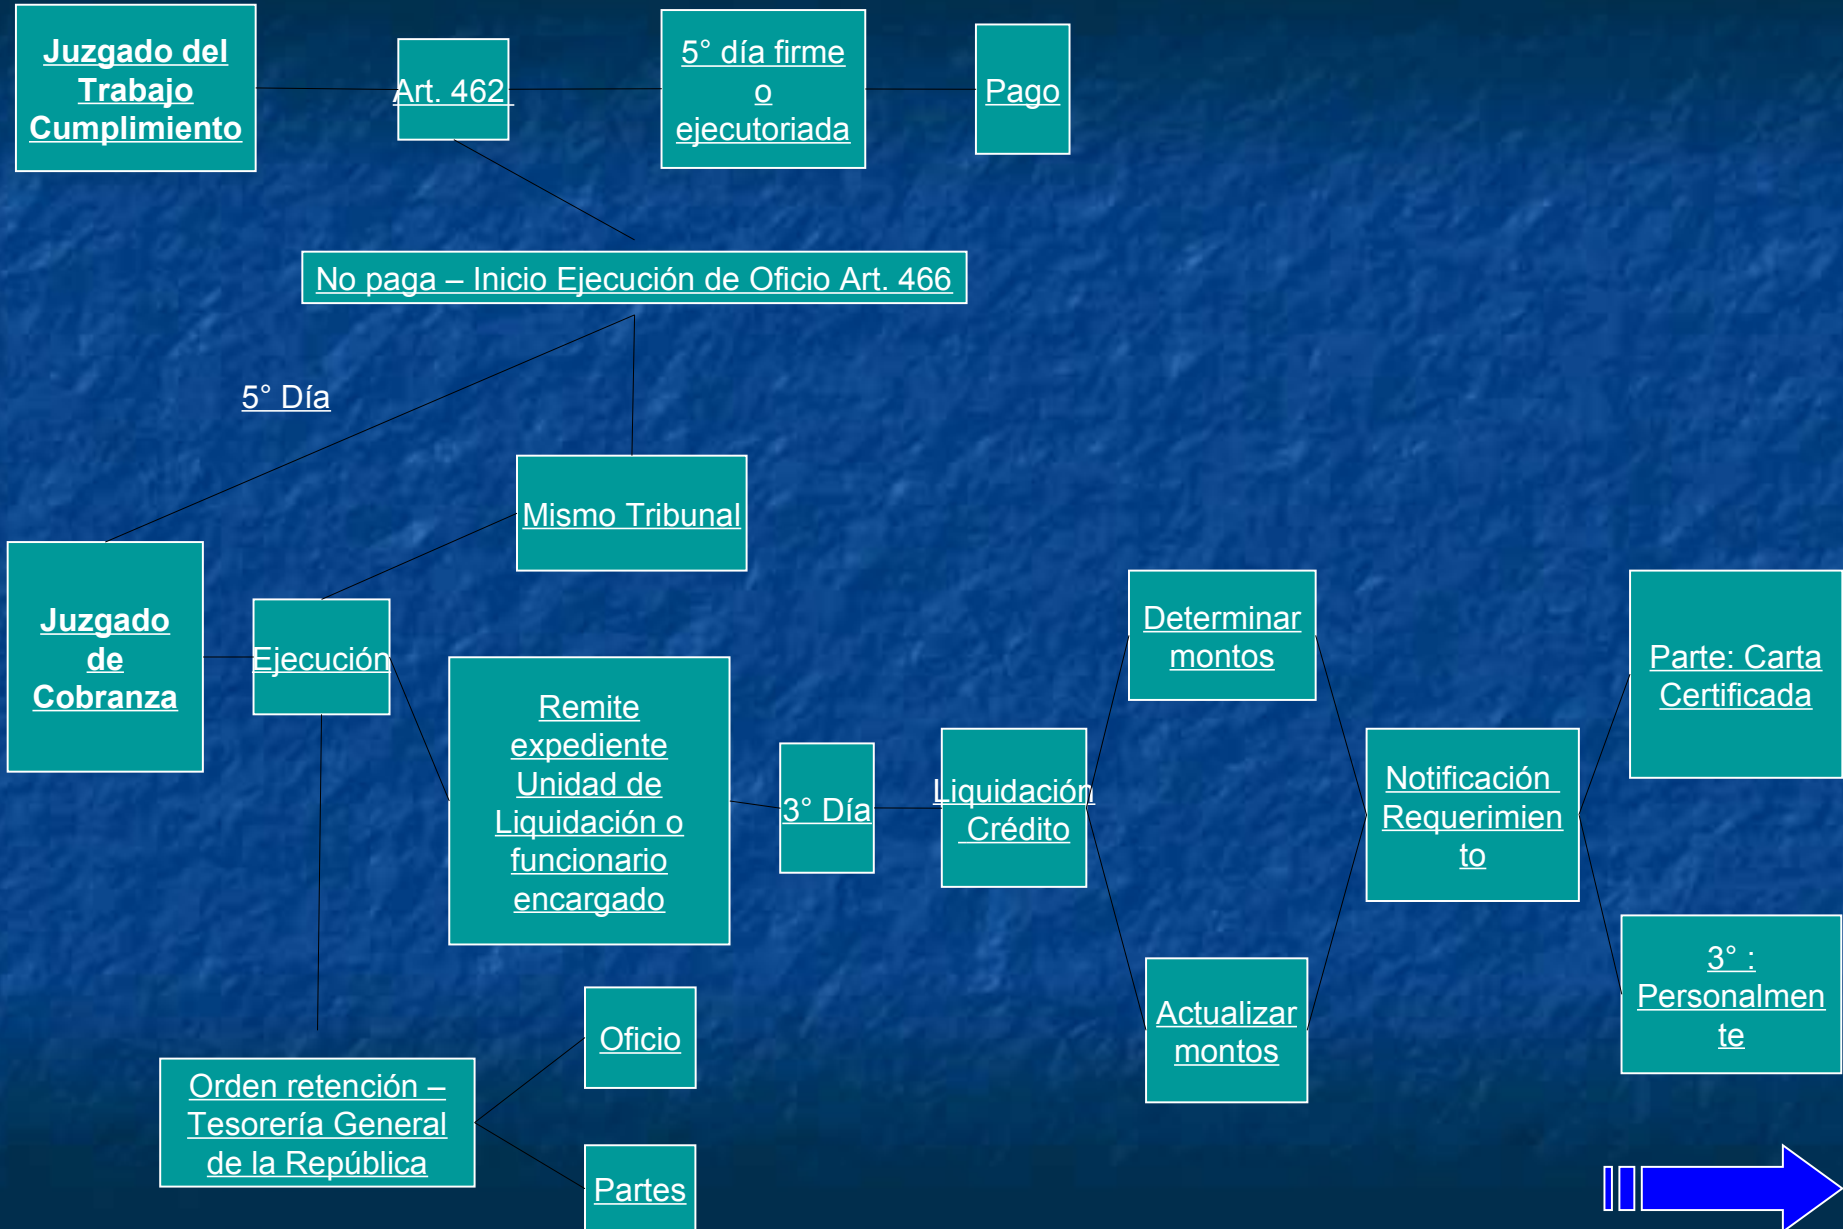 Juzgado del
Trabajo
Cumplimiento
Art. 462
5° día firme
o
ejecutoriada
Pago
No paga – Inicio Ejecución de Oficio Art. 466
5° Día
Mismo Tribunal
Juzgado
de
Cobranza
Ejecución
Remite
expediente
Unidad de
Liquidación o
funcionario
encargado
3° Día
Liquidación
Crédito
Determinar
montos
Actualizar
montos
Notificación
Requerimien
to
Parte: Carta
Certificada
3° :
Personalmen
te
Orden retención –
Tesorería General
de la República
Oficio
Partes